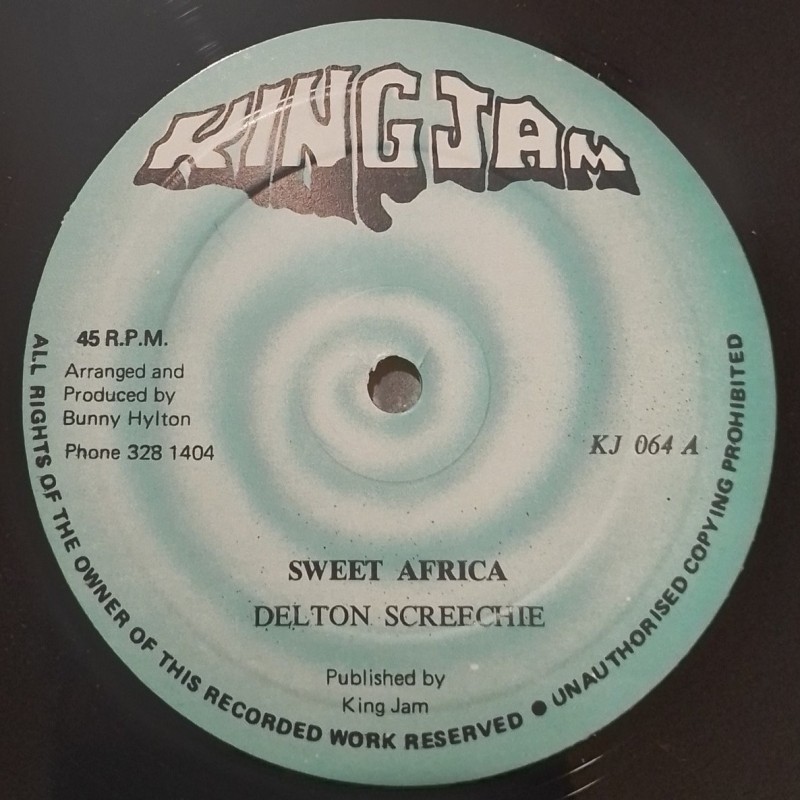 KING JAM
45 R.P.M.
Arranged and
Produced by
Bunny Hylton
Phone 328 1404
KJ 064 A
SWEET AFRICA
DELTON SCREECHIE
Published by
King Jam
ALL RIGHTS OF THE OWNER OF THIS RECORDED WORK RESERVED ● UNAUTHORISED COPYING PROHIBITED